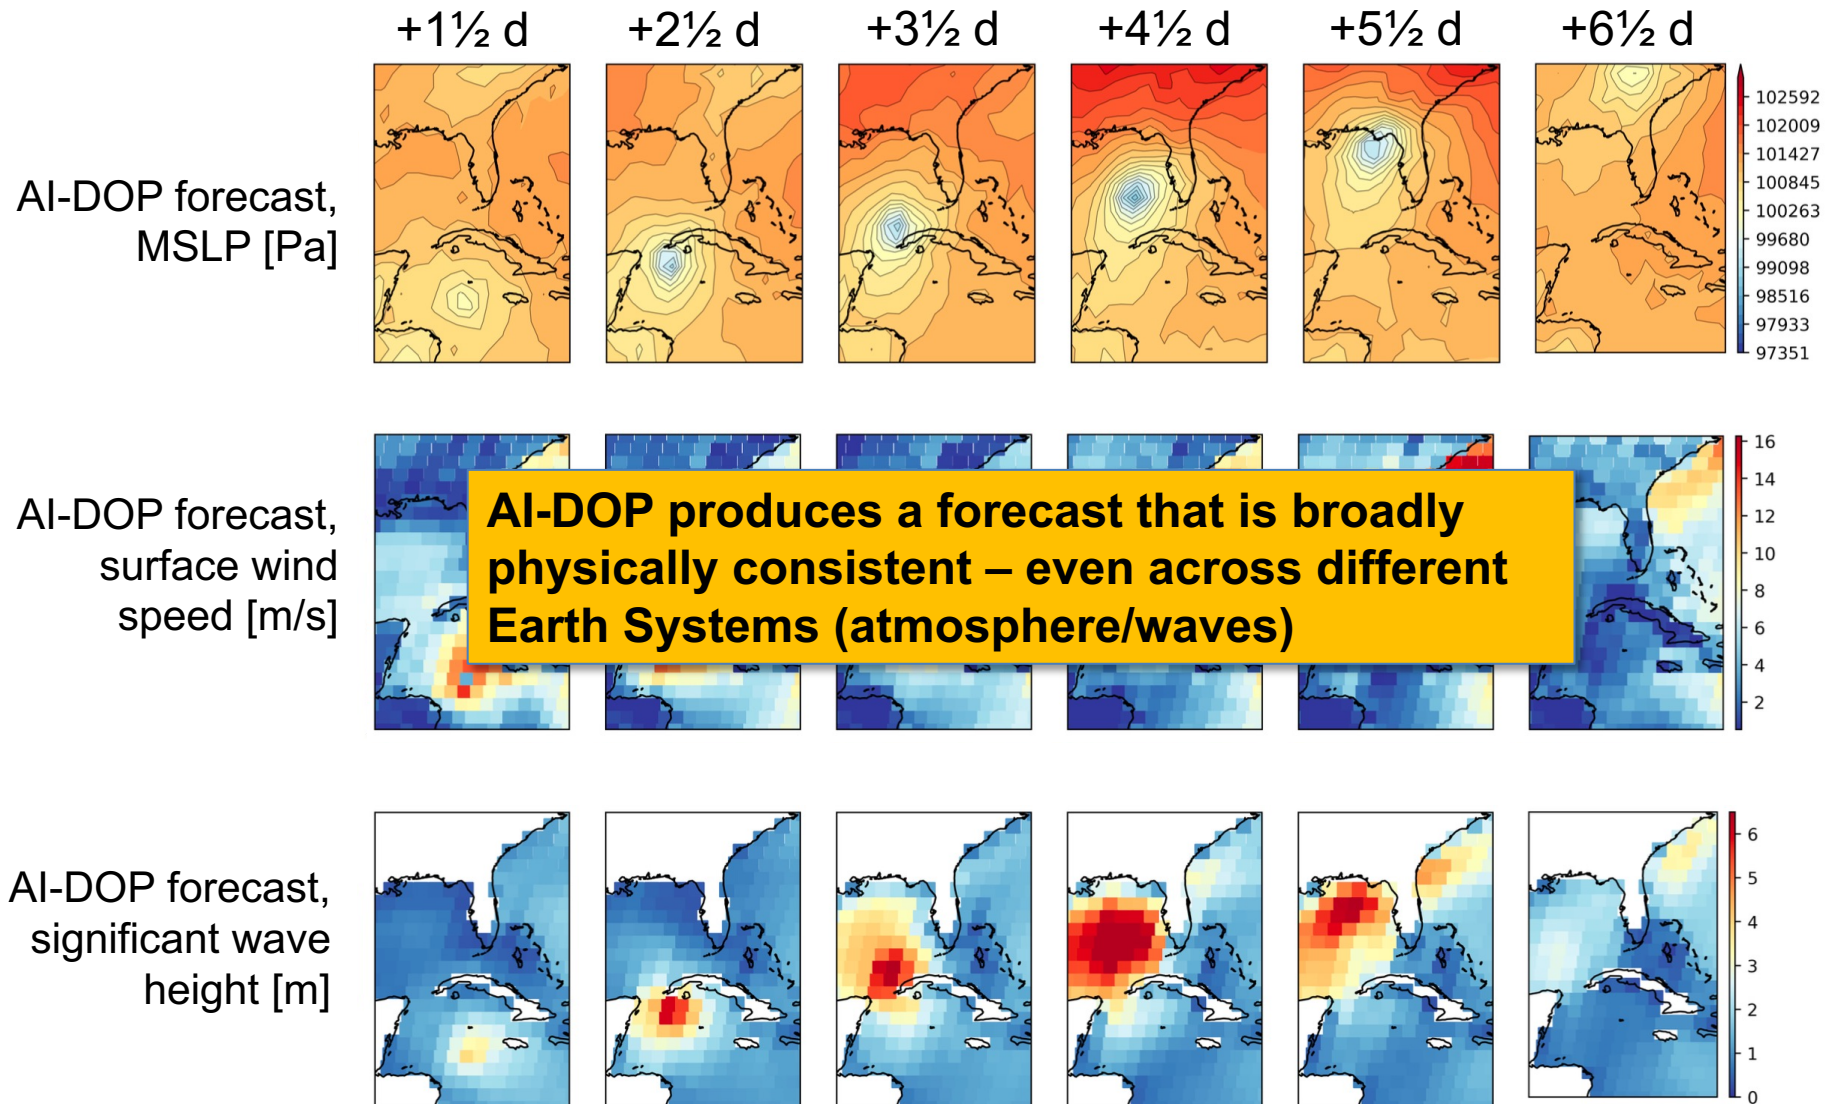 +1½ d +2½ d +3½ d +4½ d +5½ d +6½ d
AI-DOP forecast,
MSLP [Pa]
102592
102009
101427
100845
100263
99680
99098
98516
97933
97351
AI-DOP forecast,
surface wind
speed [m/s]
AI-DOP produces a forecast that is broadly
physically consistent – even across different
Earth Systems (atmosphere/waves)
16
14
12
10
8
6
4
2
AI-DOP forecast,
significant wave
height [m]
6
5
4
3
2
1
0